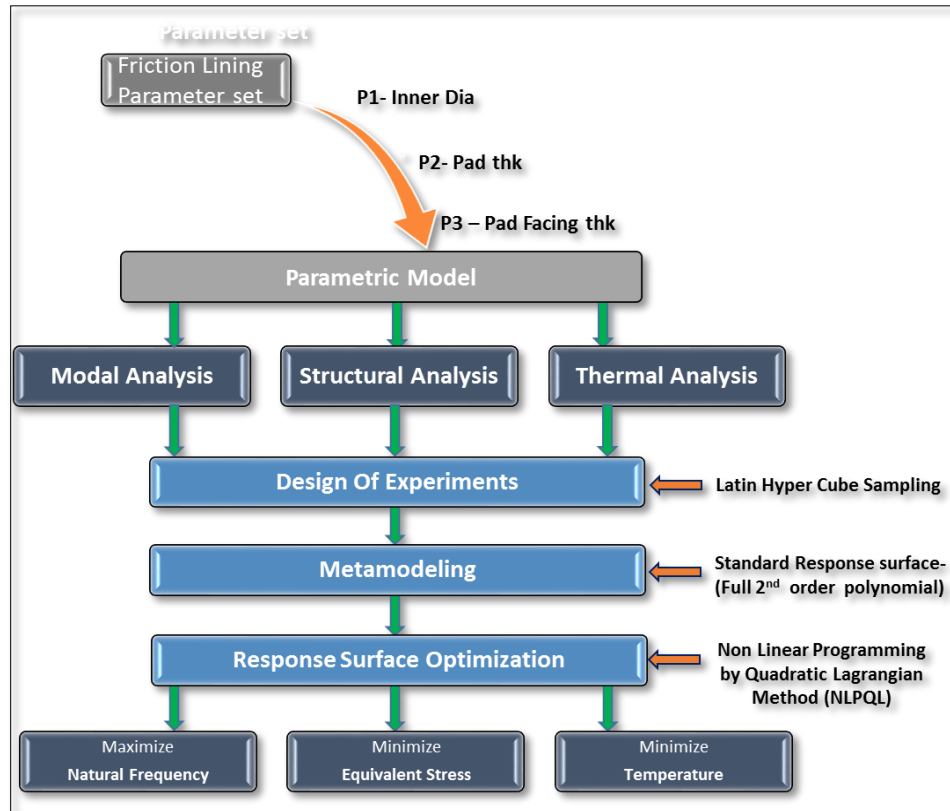 Parameter set
Friction Lining
Parameter set
P1- Inner Dia
P2- Pad thk
P3 – Pad Facing thk
Parametric Model
Modal Analysis
Structural Analysis
Thermal Analysis
Design Of Experiments
Latin Hyper Cube Sampling
Metamodeling
Standard Response surface-
(Full 2nd order polynomial)
Response Surface Optimization
Non Linear Programming
by Quadratic Lagrangian
Method (NLPQL)
Maximize
Natural Frequency
Minimize
Equivalent Stress
Minimize
Temperature